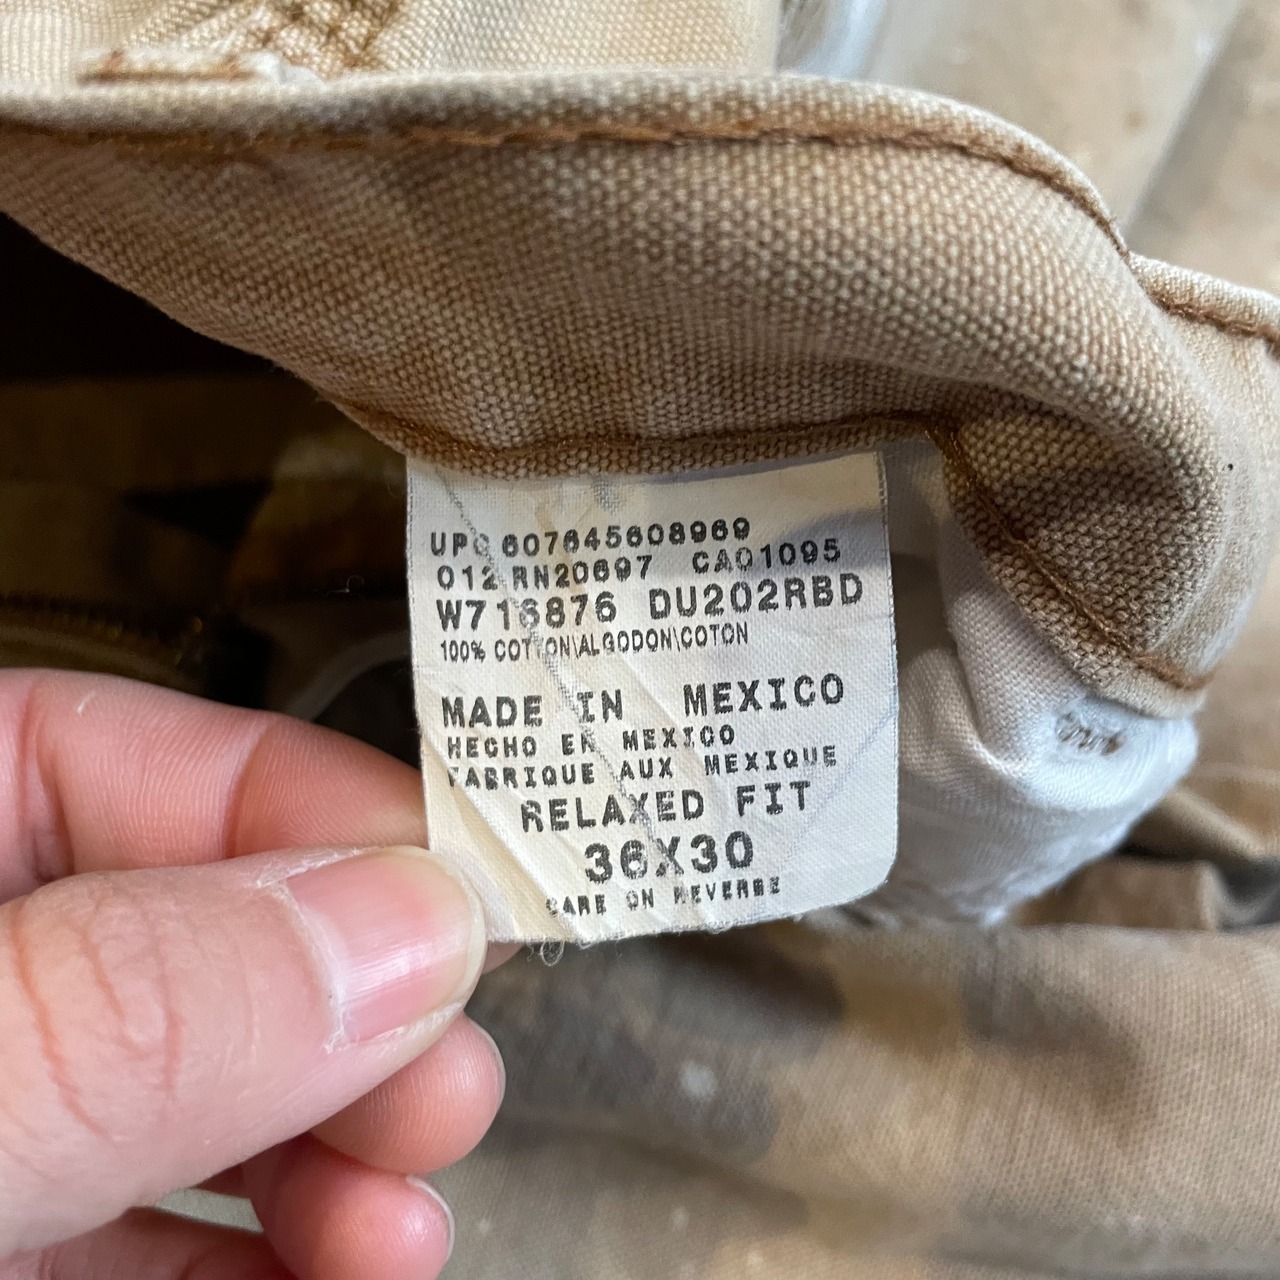 UPC 607645608969
012 RN20697 CA01095
W716876 DU202RBD
100% COTTON\ALGODON\COTON
MADE IN MEXICO
HECHO EN MEXICO
FABRIQUE AUX MEXIQUE
RELAXED FIT
36X30
CARE ON REVERSE